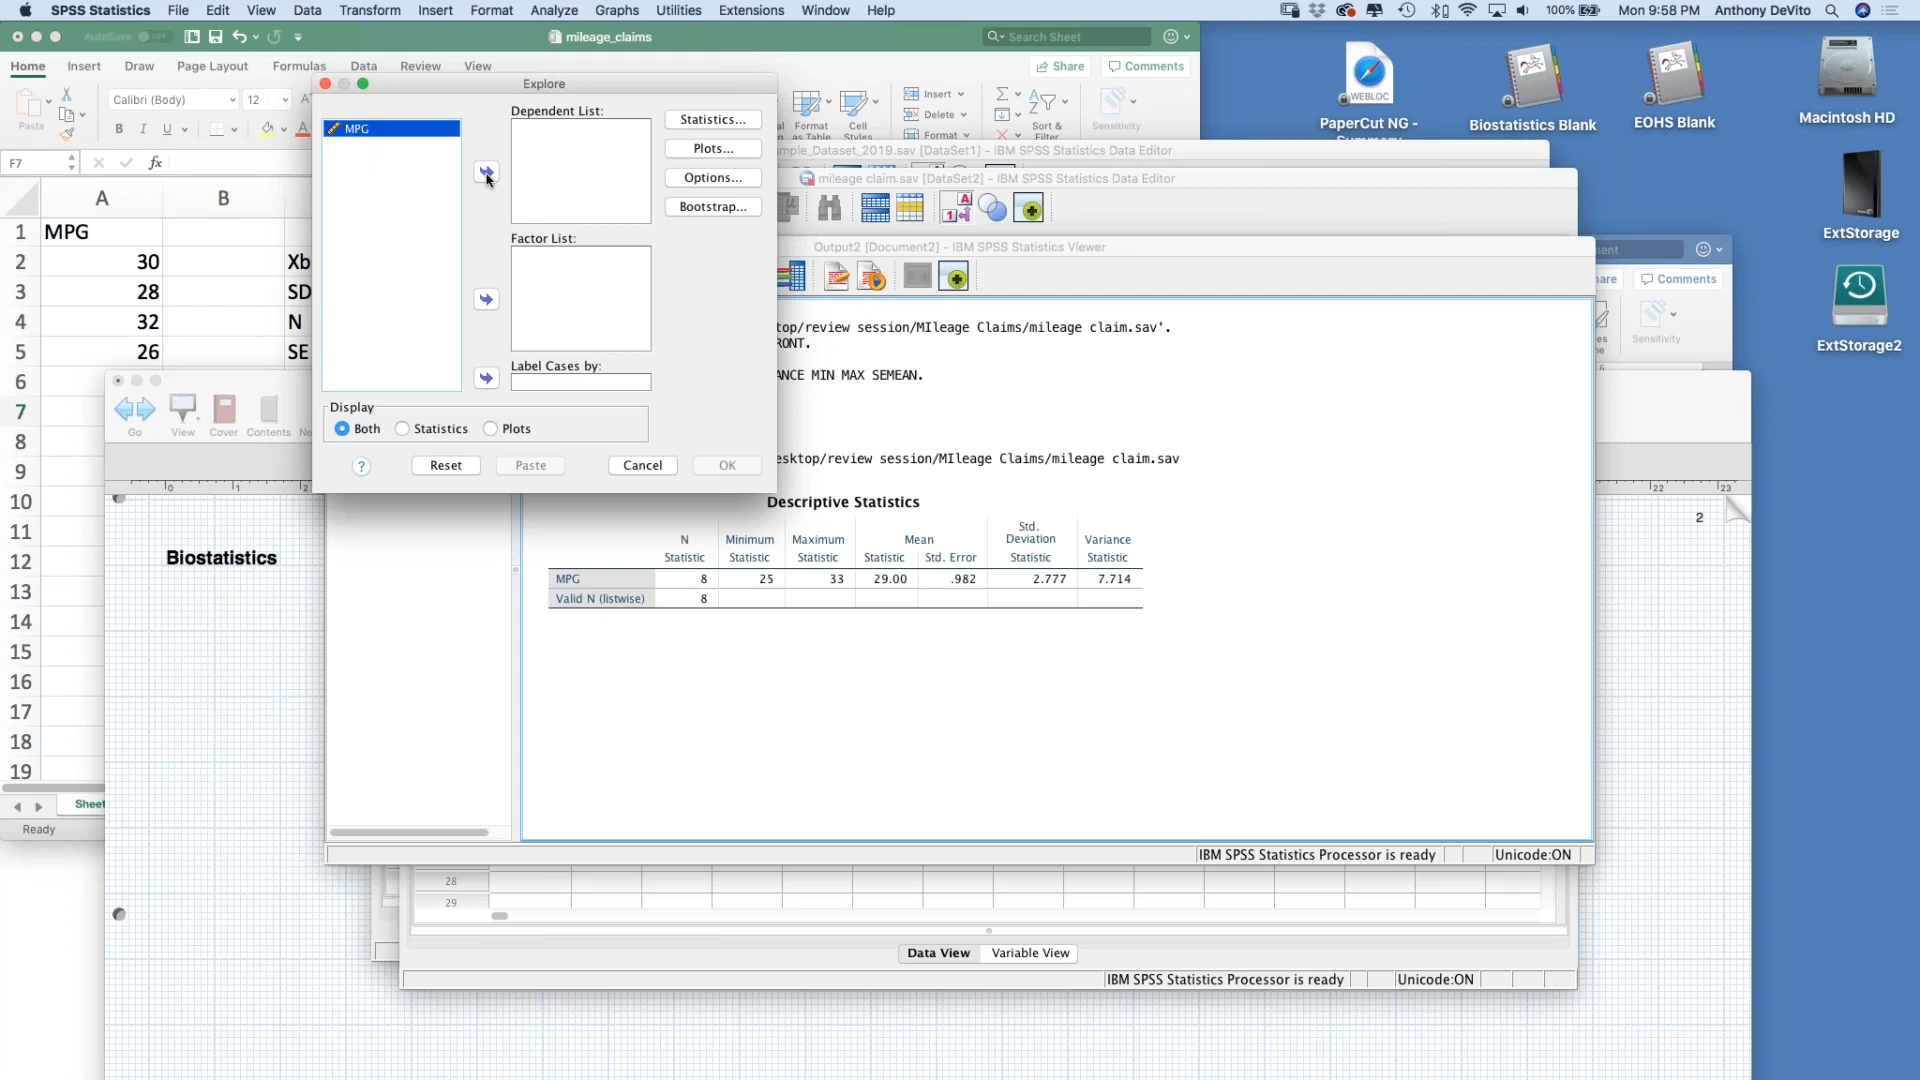 SPSS Statistics File Edit View Data Transform Insert Format Analyze Graphs Utilities Extensions Window Help 100% Mon 9:58 PM Anthony DeVito
AutoSave OFF mileage_claims Search Sheet
Home Insert Draw Page Layout Formulas Data Review View Share Comments
Paste Calibri (Body) 12 B I U
Format as Table Cell Styles Insert Delete Format Sort & Filter Sensitivity
F7 fx
A B
1 MPG
2 30 Xb
3 28 SD
4 32 N
5 26 SE
6
7
8
9
10
11
12
13
14
15
16
17
18
19
Sheet
Ready
Explore
MPG
Dependent List:
Factor List:
Label Cases by:
Statistics...
Plots...
Options...
Bootstrap...
Display
Both Statistics Plots
? Reset Paste Cancel OK
mple_Dataset_2019.sav [DataSet1] - IBM SPSS Statistics Data Editor
mileage claim.sav [DataSet2] - IBM SPSS Statistics Data Editor
Output2 [Document2] - IBM SPSS Statistics Viewer
top/review session/MIleage Claims/mileage claim.sav'.
RONT.
ANCE MIN MAX SEMEAN.
esktop/review session/MIleage Claims/mileage claim.sav
Descriptive Statistics
N Minimum Maximum Mean Std. Deviation Variance
Statistic Statistic Statistic Statistic Std. Error Statistic Statistic
MPG 8 25 33 29.00 .982 2.777 7.714
Valid N (listwise) 8
IBM SPSS Statistics Processor is ready Unicode:ON
28
29
Data View Variable View
IBM SPSS Statistics Processor is ready Unicode:ON
Go View Cover Contents
Biostatistics
2
22 23
Comments
Sensitivity
WEBLOC
PaperCut NG -
Biostatistics Blank
EOHS Blank
Macintosh HD
ExtStorage
ExtStorage2